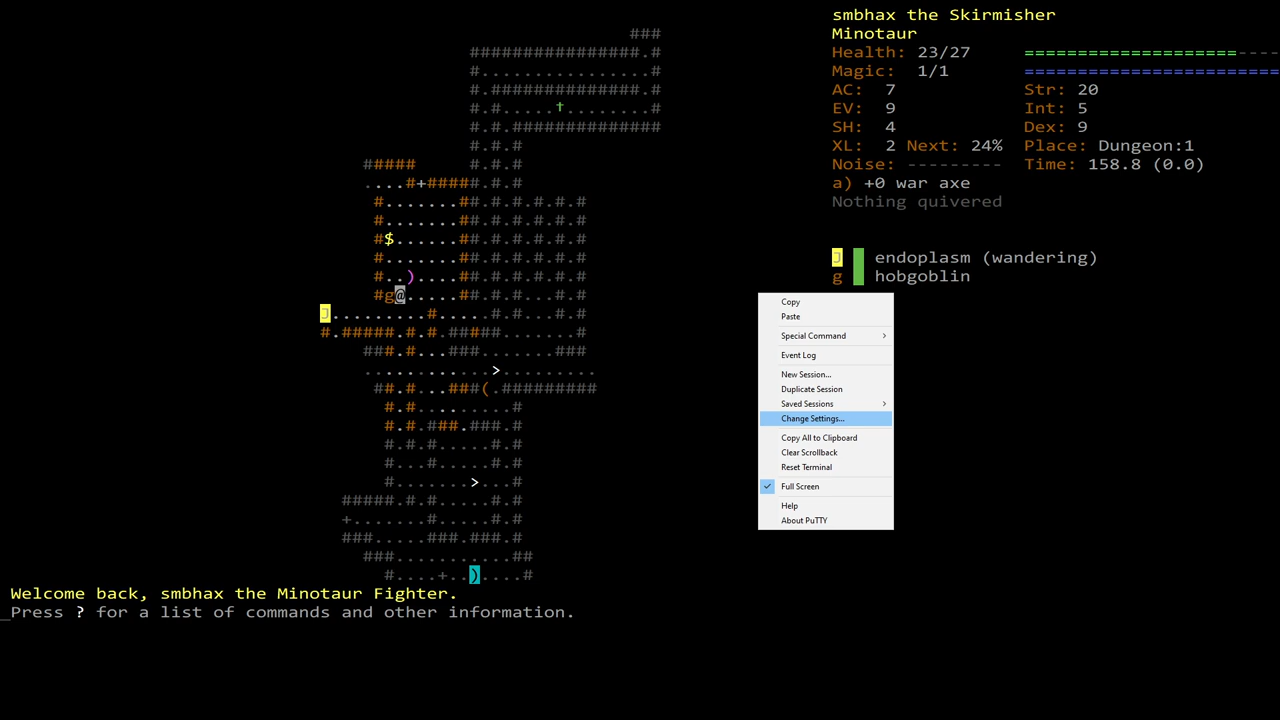 smbhax the Skirmisher
Minotaur
Health: 23/27 =====================----
Magic: 1/1 =========================
AC: 7 Str: 20
EV: 9 Int: 5
SH: 4 Dex: 9
XL: 2 Next: 24% Place: Dungeon:1
Noise: --------- Time: 158.8 (0.0)
a) +0 war axe
Nothing quivered
J endoplasm (wandering)
g hobgoblin
Copy
Paste
Special Command
Event Log
New Session...
Duplicate Session
Saved Sessions
Change Settings...
Copy All to Clipboard
Clear Scrollback
Reset Terminal
Full Screen
Help
About PuTTY
Welcome back, smbhax the Minotaur Fighter.
_Press ? for a list of commands and other information.